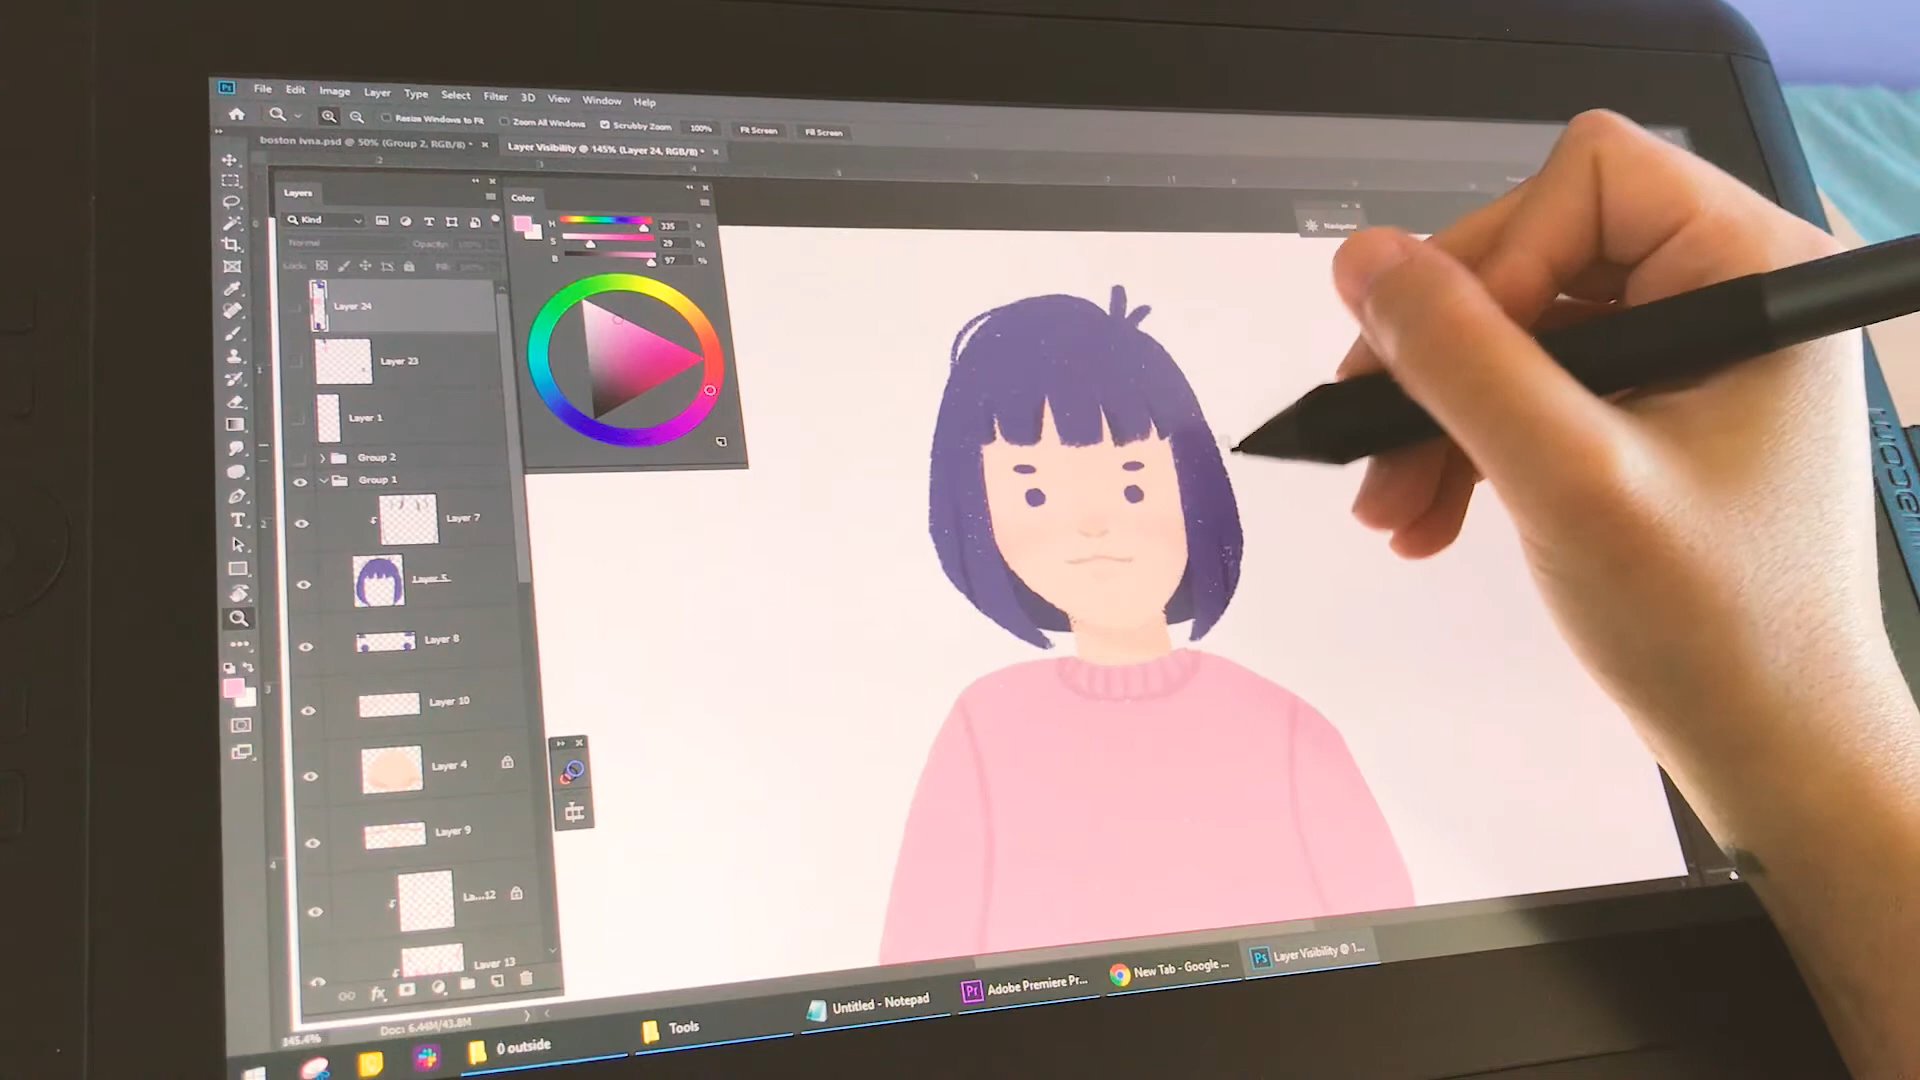 Ps File Edit Image Layer Type Select Filter 3D View Window Help
Resize Windows to Fit Zoom All Windows Scrubby Zoom 100% Fit Screen Fill Screen
boston ivna.psd @ 50% (Group 2, RGB/8) * Layer Visibility @ 145% (Layer 24, RGB/8) *
Layers
Kind
Normal Opacity: 100%
Lock: Fill:
Layer 24
Layer 23
Layer 1
Group 2
Group 1
Layer 7
Layer 5
Layer 8
Layer 10
Layer 4
Layer 9
La...12
Layer 13
Color
H 335 °
S 29 %
B 97 %
Navigator
wacom
145.4% Doc: 6.44M/43.8M
0 outside
Tools
Untitled - Notepad
Pr Adobe Premiere Pr...
New Tab - Google ...
Ps Layer Visibility @ 1...